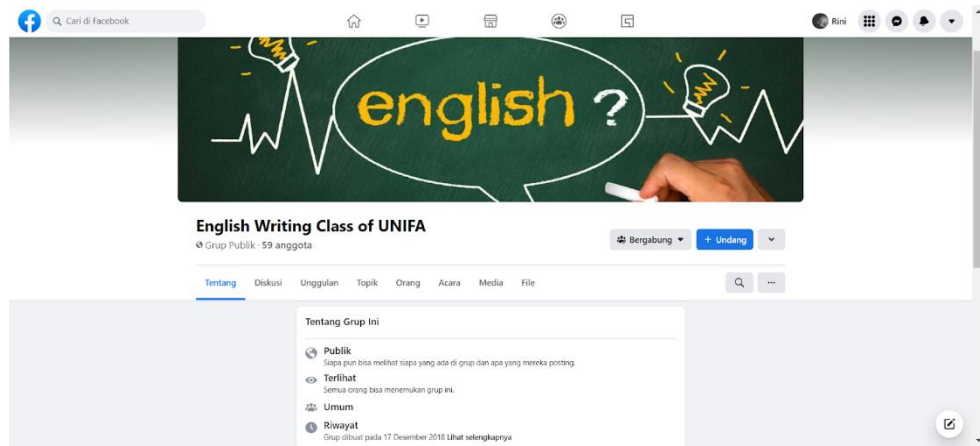 Cari di Facebook
Rini
english ?
English Writing Class of UNIFA
Grup Publik · 59 anggota
Bergabung
+ Undang
Tentang Diskusi Unggulan Topik Orang Acara Media File
Tentang Grup Ini
Publik
Siapa pun bisa melihat siapa yang ada di grup dan apa yang mereka posting.
Terlihat
Semua orang bisa menemukan grup ini.
Umum
Riwayat
Grup dibuat pada 17 Desember 2018 Lihat selengkapnya